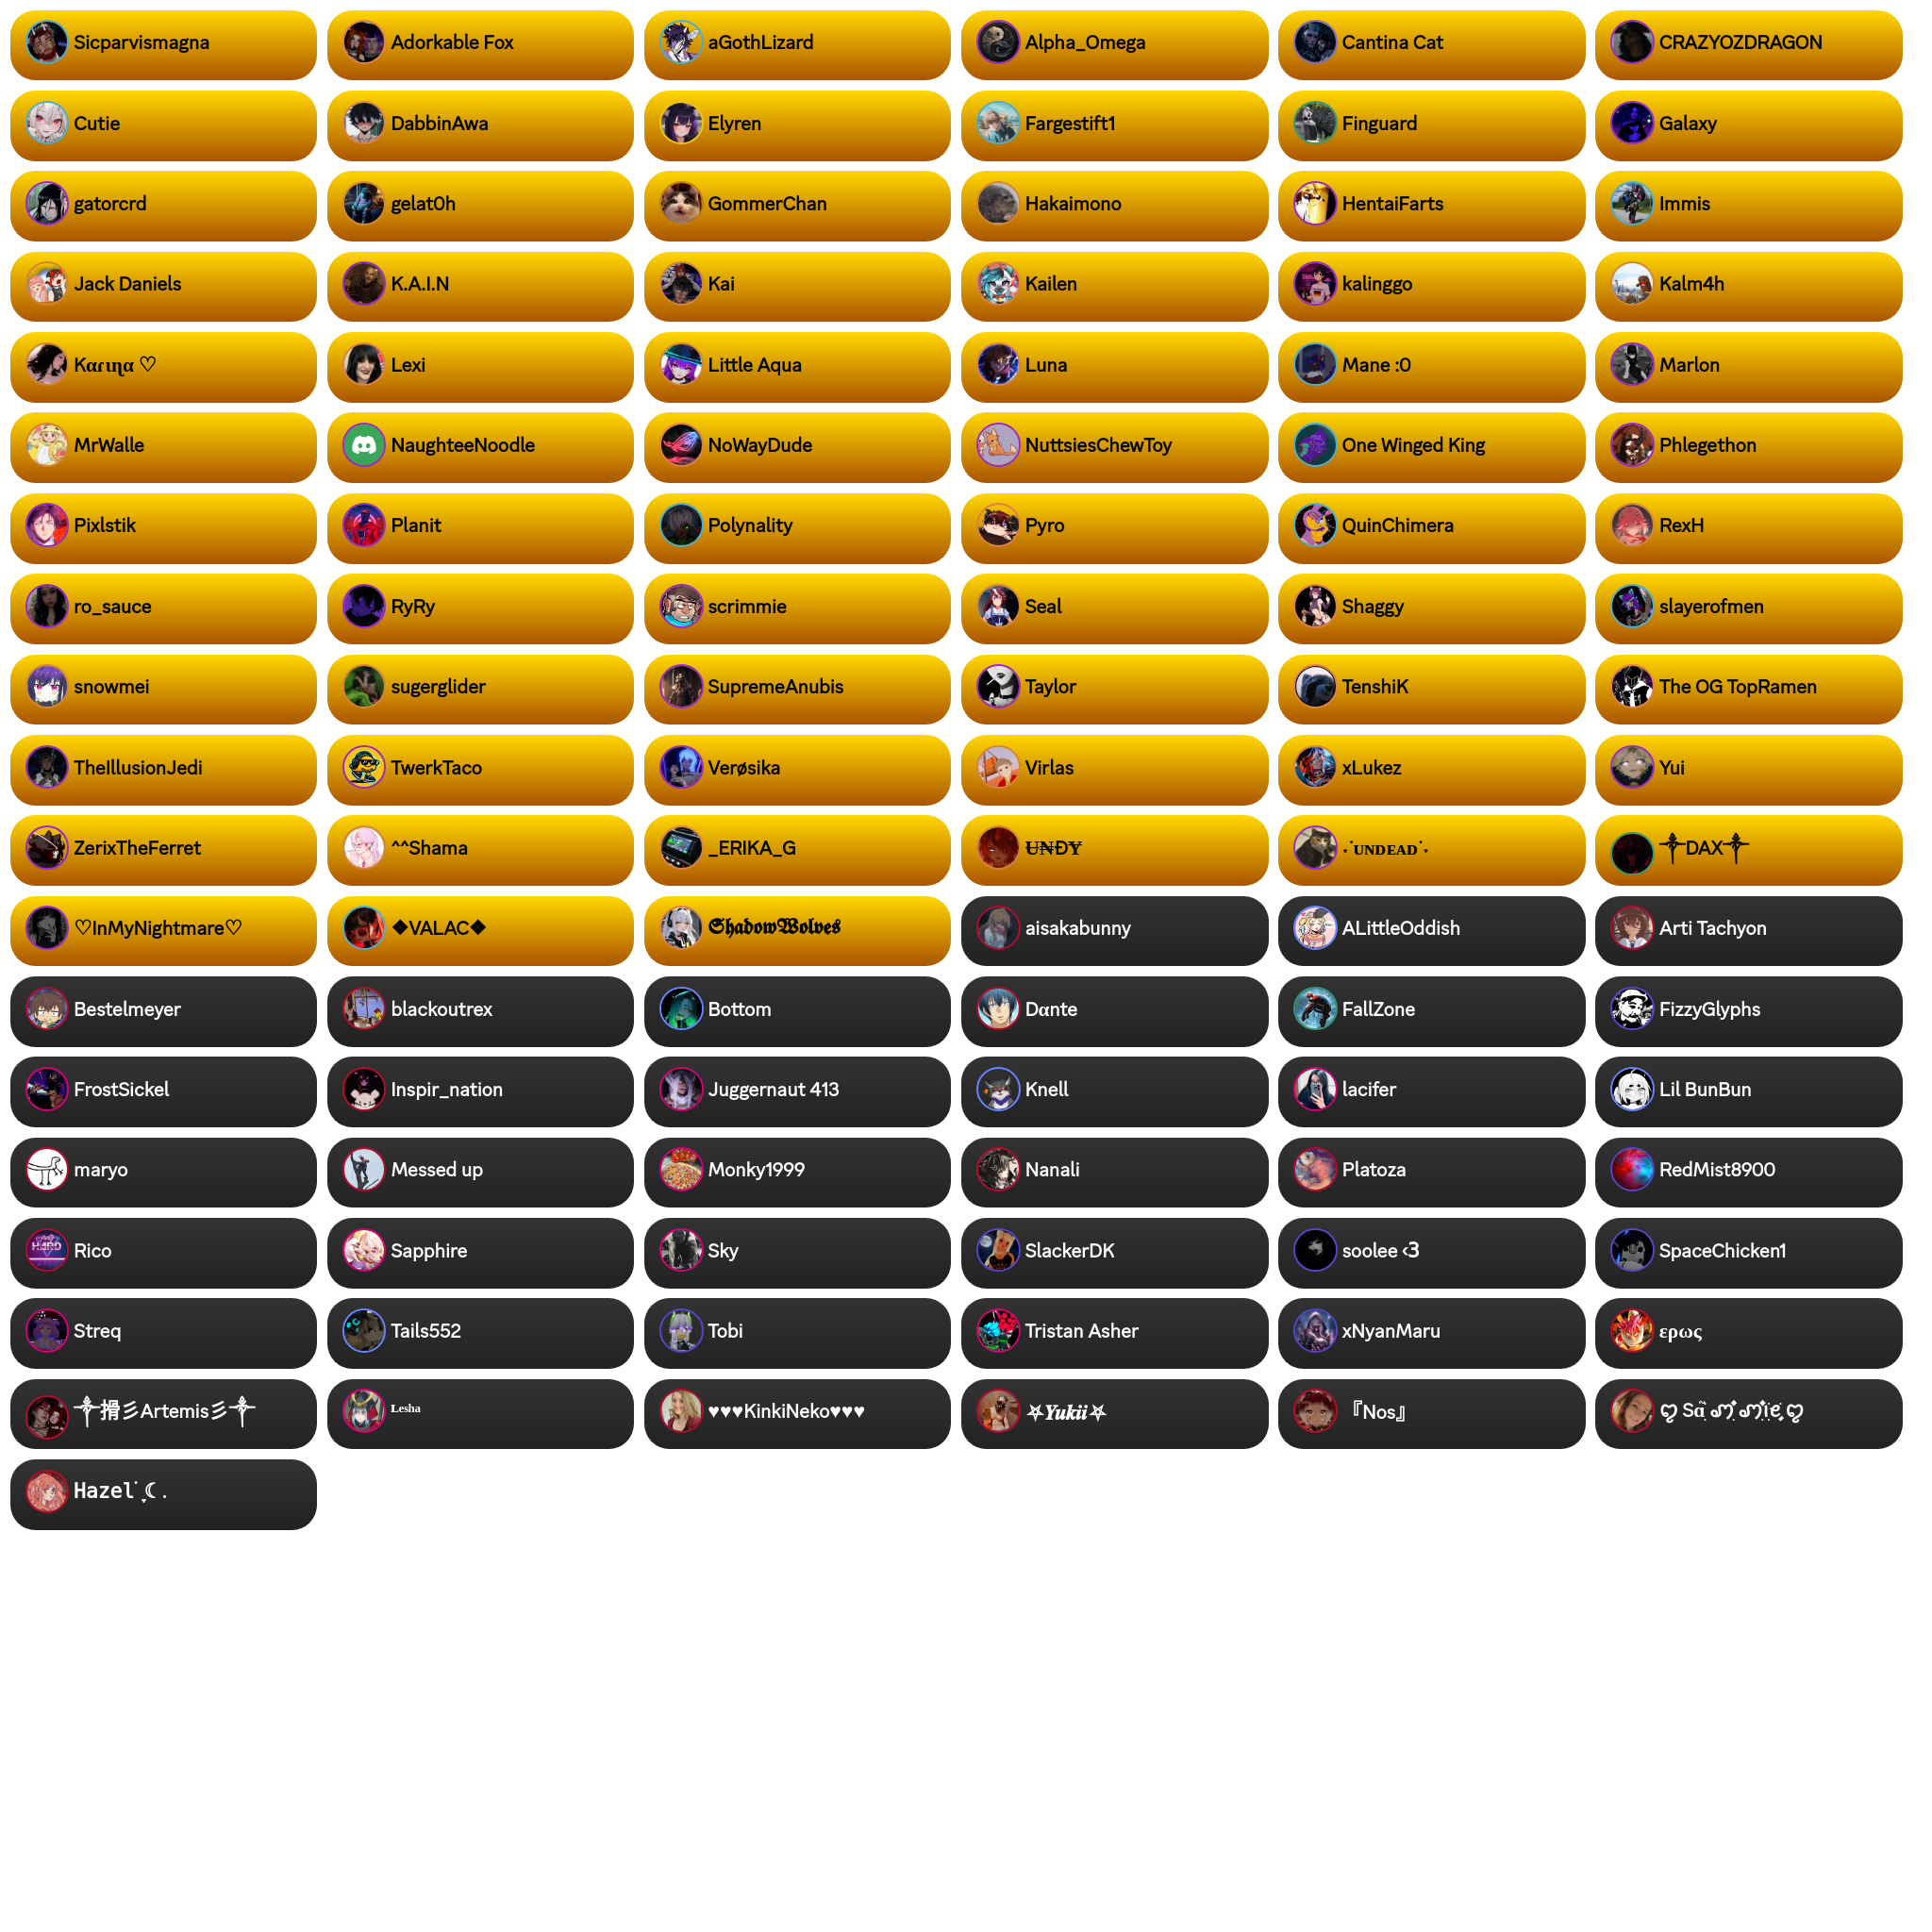 Sicparvismagna
Adorkable Fox
aGothLizard
Alpha_Omega
Cantina Cat
CRAZYOZDRAGON
Cutie
DabbinAwa
Elyren
Fargestift1
Finguard
Galaxy
gatorcrd
gelat0h
GommerChan
Hakaimono
HentaiFarts
Immis
Jack Daniels
K.A.I.N
Kai
Kailen
kalinggo
Kalm4h
Kαɾιɳα ♡
Lexi
Little Aqua
Luna
Mane :0
Marlon
MrWalle
NaughteeNoodle
NoWayDude
NuttsiesChewToy
One Winged King
Phlegethon
Pixlstik
Planit
Polynality
Pyro
QuinChimera
RexH
ro_sauce
RyRy
scrimmie
Seal
Shaggy
slayerofmen
snowmei
sugerglider
SupremeAnubis
Taylor
TenshiK
The OG TopRamen
TheIllusionJedi
TwerkTaco
Verøsika
Virlas
xLukez
Yui
ZerixTheFerret
^^Shama
_ERIKA_G
U̶₦ĐɎ
˖˙ᴜɴᴅᴇᴀᴅ˙˖
༒DAX༒
♡InMyNightmare♡
❖VALAC❖
𝕾𝖍𝖆𝖉𝖔𝖜𝖂𝖔𝖑𝖛𝖊𝖘
aisakabunny
ALittleOddish
Arti Tachyon
Bestelmeyer
blackoutrex
Bottom
Dαnte
FallZone
FizzyGlyphs
FrostSickel
Inspir_nation
Juggernaut 413
Knell
lacifer
Lil BunBun
maryo
Messed up
Monky1999
Nanali
Platoza
RedMist8900
HARD
Rico
Sapphire
Sky
SlackerDK
soolee <3
SpaceChicken1
Streq
Tails552
Tobi
Tristan Asher
xNyanMaru
ερως
༒搰彡Artemis彡༒
ᴸᵉˢʰᵃ
♥♥♥KinkiNeko♥♥♥
⛧𝒀𝒖𝒌𝒊𝒊⛧
『Nos』
𝙷𝚊𝚣𝚎𝚕